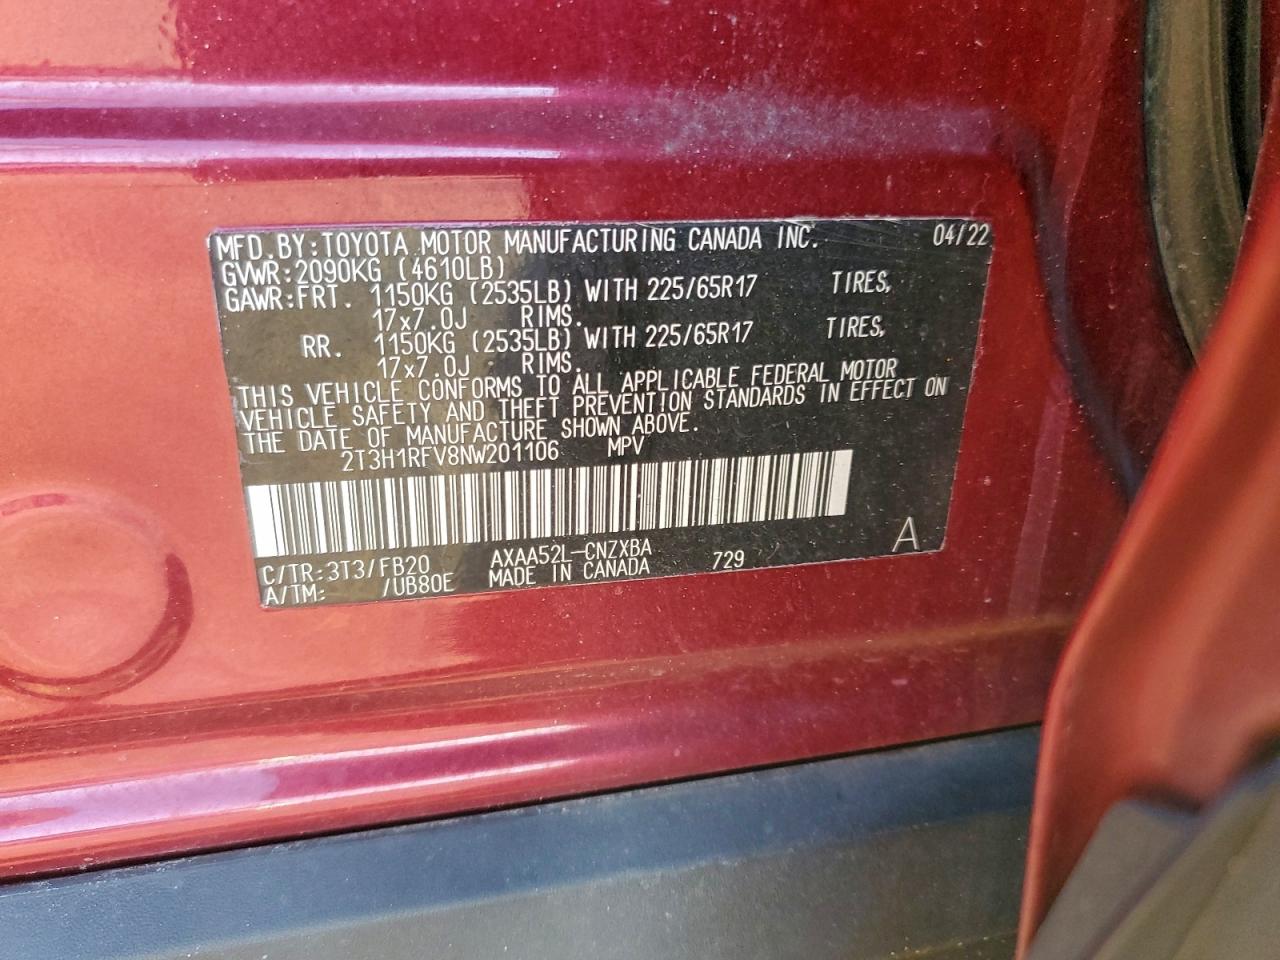 MFD.BY:TOYOTA MOTOR MANUFACTURING CANADA INC. 04/22
GVWR:2090KG (4610LB)
GAWR:FRT. 1150KG (2535LB) WITH 225/65R17 TIRES,
17x7.0J RIMS.
RR. 1150KG (2535LB) WITH 225/65R17 TIRES,
17x7.0J RIMS.
THIS VEHICLE CONFORMS TO ALL APPLICABLE FEDERAL MOTOR
VEHICLE SAFETY AND THEFT PREVENTION STANDARDS IN EFFECT ON
THE DATE OF MANUFACTURE SHOWN ABOVE.
2T3H1RFV8NW201106 MPV
C/TR:3T3/FB20 AXAA52L-CNZXBA 729 A
A/TM: /UB80E MADE IN CANADA